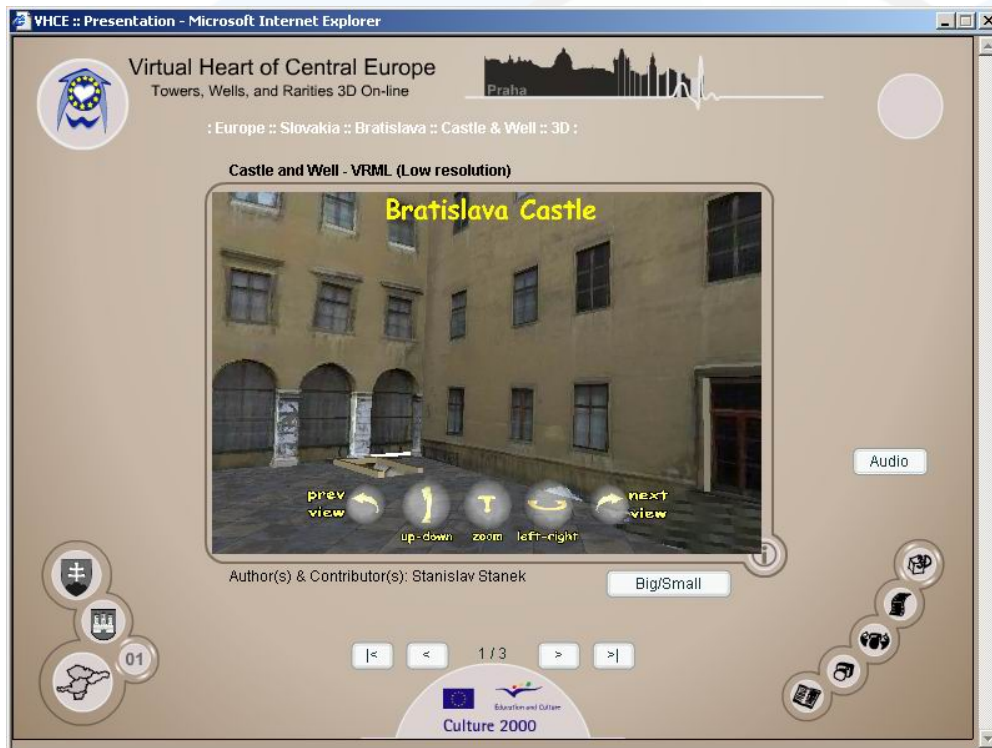 VHCE :: Presentation - Microsoft Internet Explorer
Virtual Heart of Central Europe
Towers, Wells, and Rarities 3D On-line
Praha
: Europe :: Slovakia :: Bratislava :: Castle & Well :: 3D :
Castle and Well - VRML (Low resolution)
Bratislava Castle
Audio
prev view
next view
up-down zoom left-right
i
3D
Author(s) & Contributor(s): Stanislav Stanek
Big/Small
01
|< < 1 / 3 > >|
Education and Culture
Culture 2000